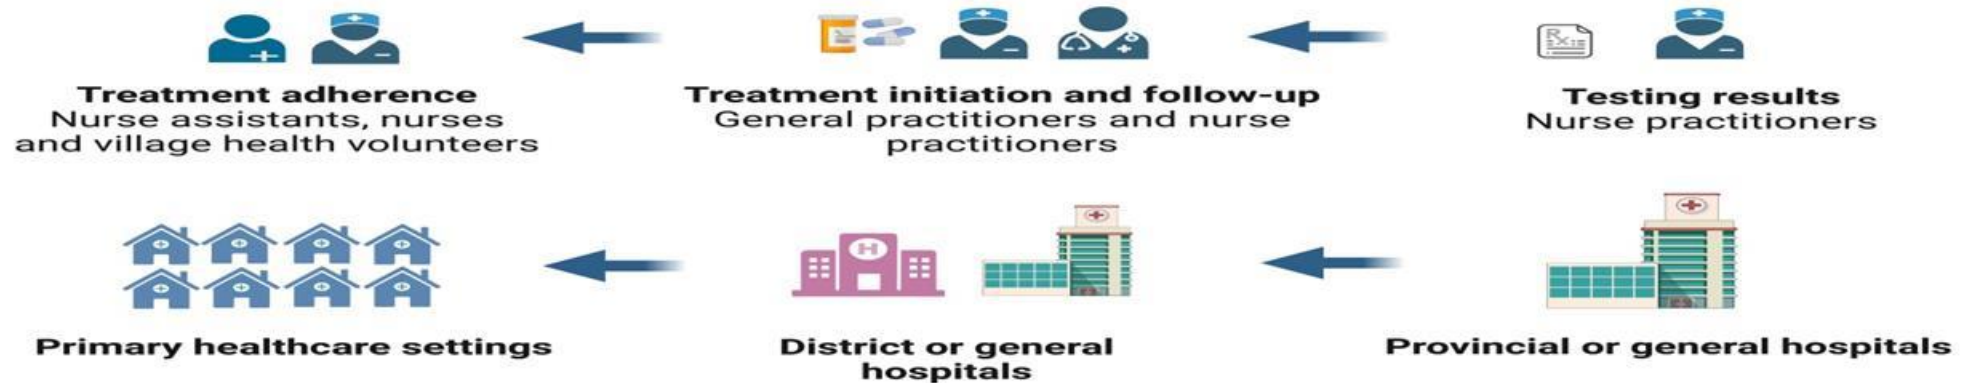 Treatment adherence
Nurse assistants, nurses
and village health volunteers
Treatment initiation and follow-up
General practitioners and nurse
practitioners
Testing results
Nurse practitioners
Primary healthcare settings
H
District or general
hospitals
Provincial or general hospitals